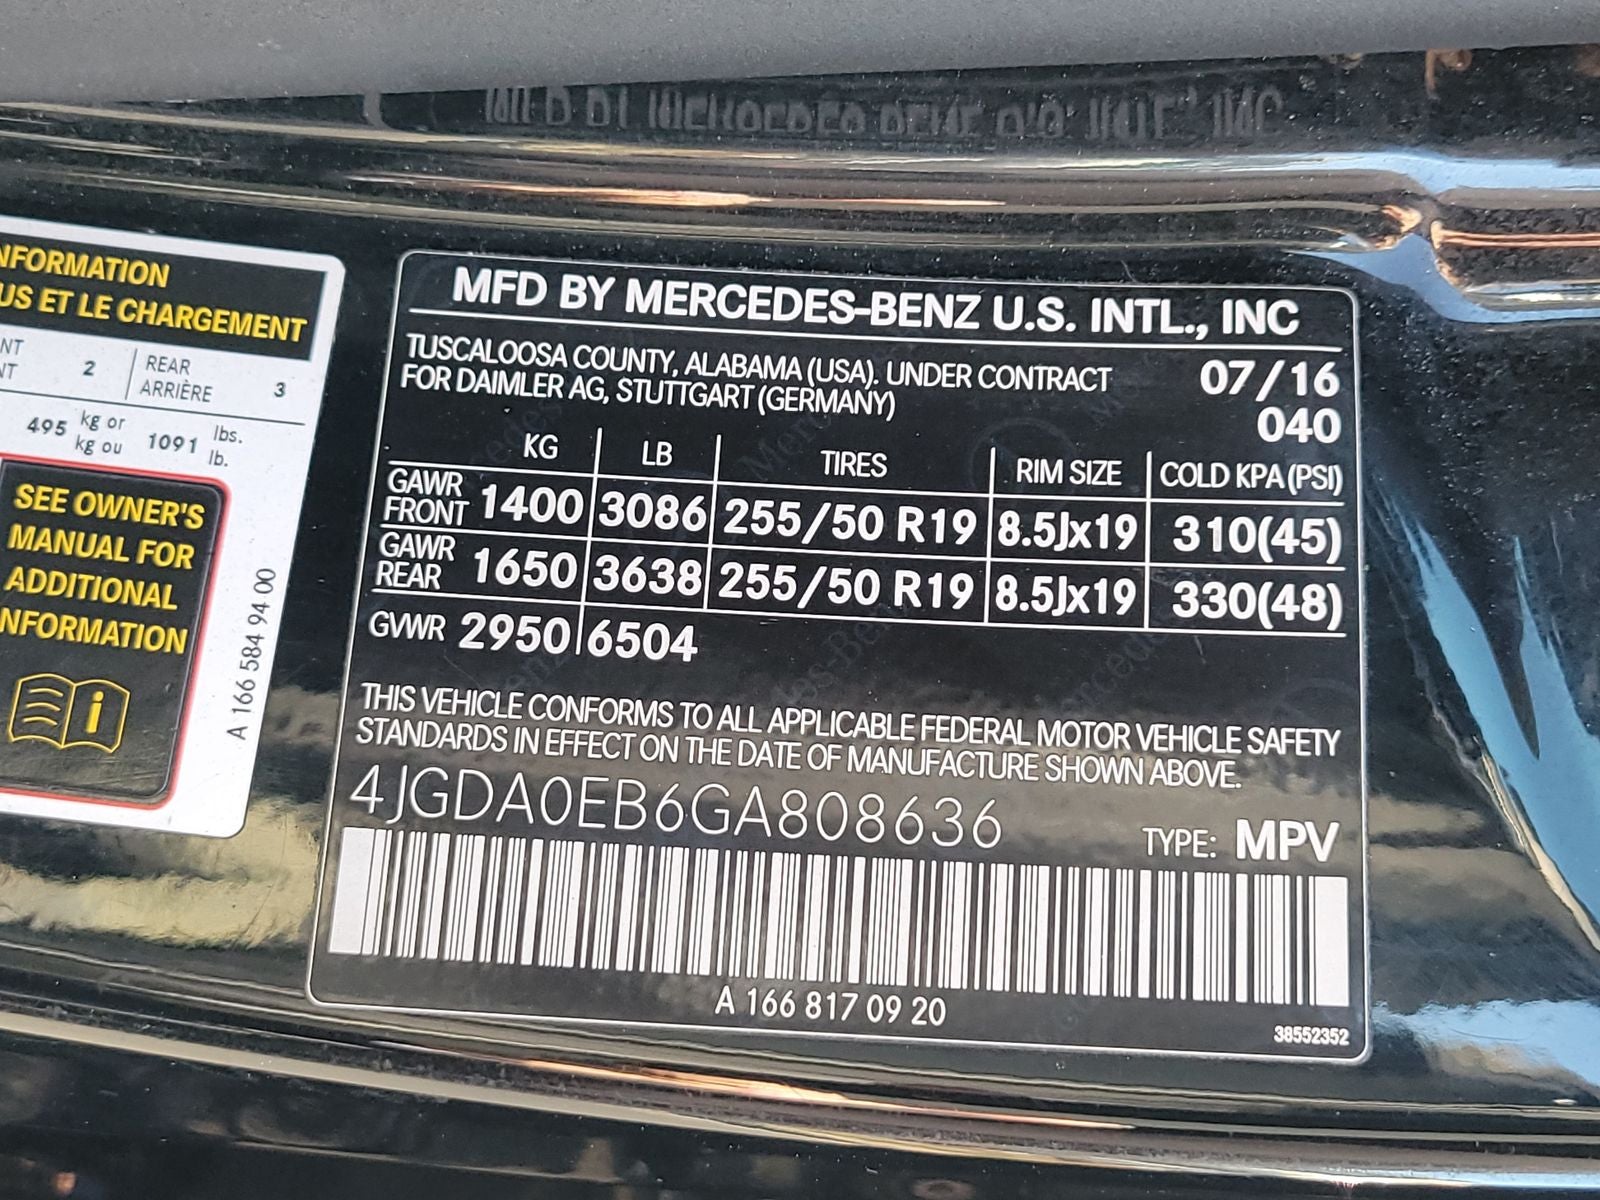 NFORMATION
US ET LE CHARGEMENT
NT
NT
2
REAR
ARRIÈRE
3
495 kg or 1091 lbs.
kg ou lb.
SEE OWNER'S
MANUAL FOR
ADDITIONAL
NFORMATION
i
A 166 584 94 00
MFD BY MERCEDES-BENZ U.S. INTL., INC
TUSCALOOSA COUNTY, ALABAMA (USA). UNDER CONTRACT
FOR DAIMLER AG, STUTTGART (GERMANY)
07/16
040
KG LB TIRES RIM SIZE COLD KPA (PSI)
GAWR
FRONT 1400 3086 255/50 R19 8.5Jx19 310(45)
GAWR
REAR 1650 3638 255/50 R19 8.5Jx19 330(48)
GVWR 2950 6504
THIS VEHICLE CONFORMS TO ALL APPLICABLE FEDERAL MOTOR VEHICLE SAFETY
STANDARDS IN EFFECT ON THE DATE OF MANUFACTURE SHOWN ABOVE.
4JGDA0EB6GA808636
TYPE: MPV
A 166 817 09 20
38552352